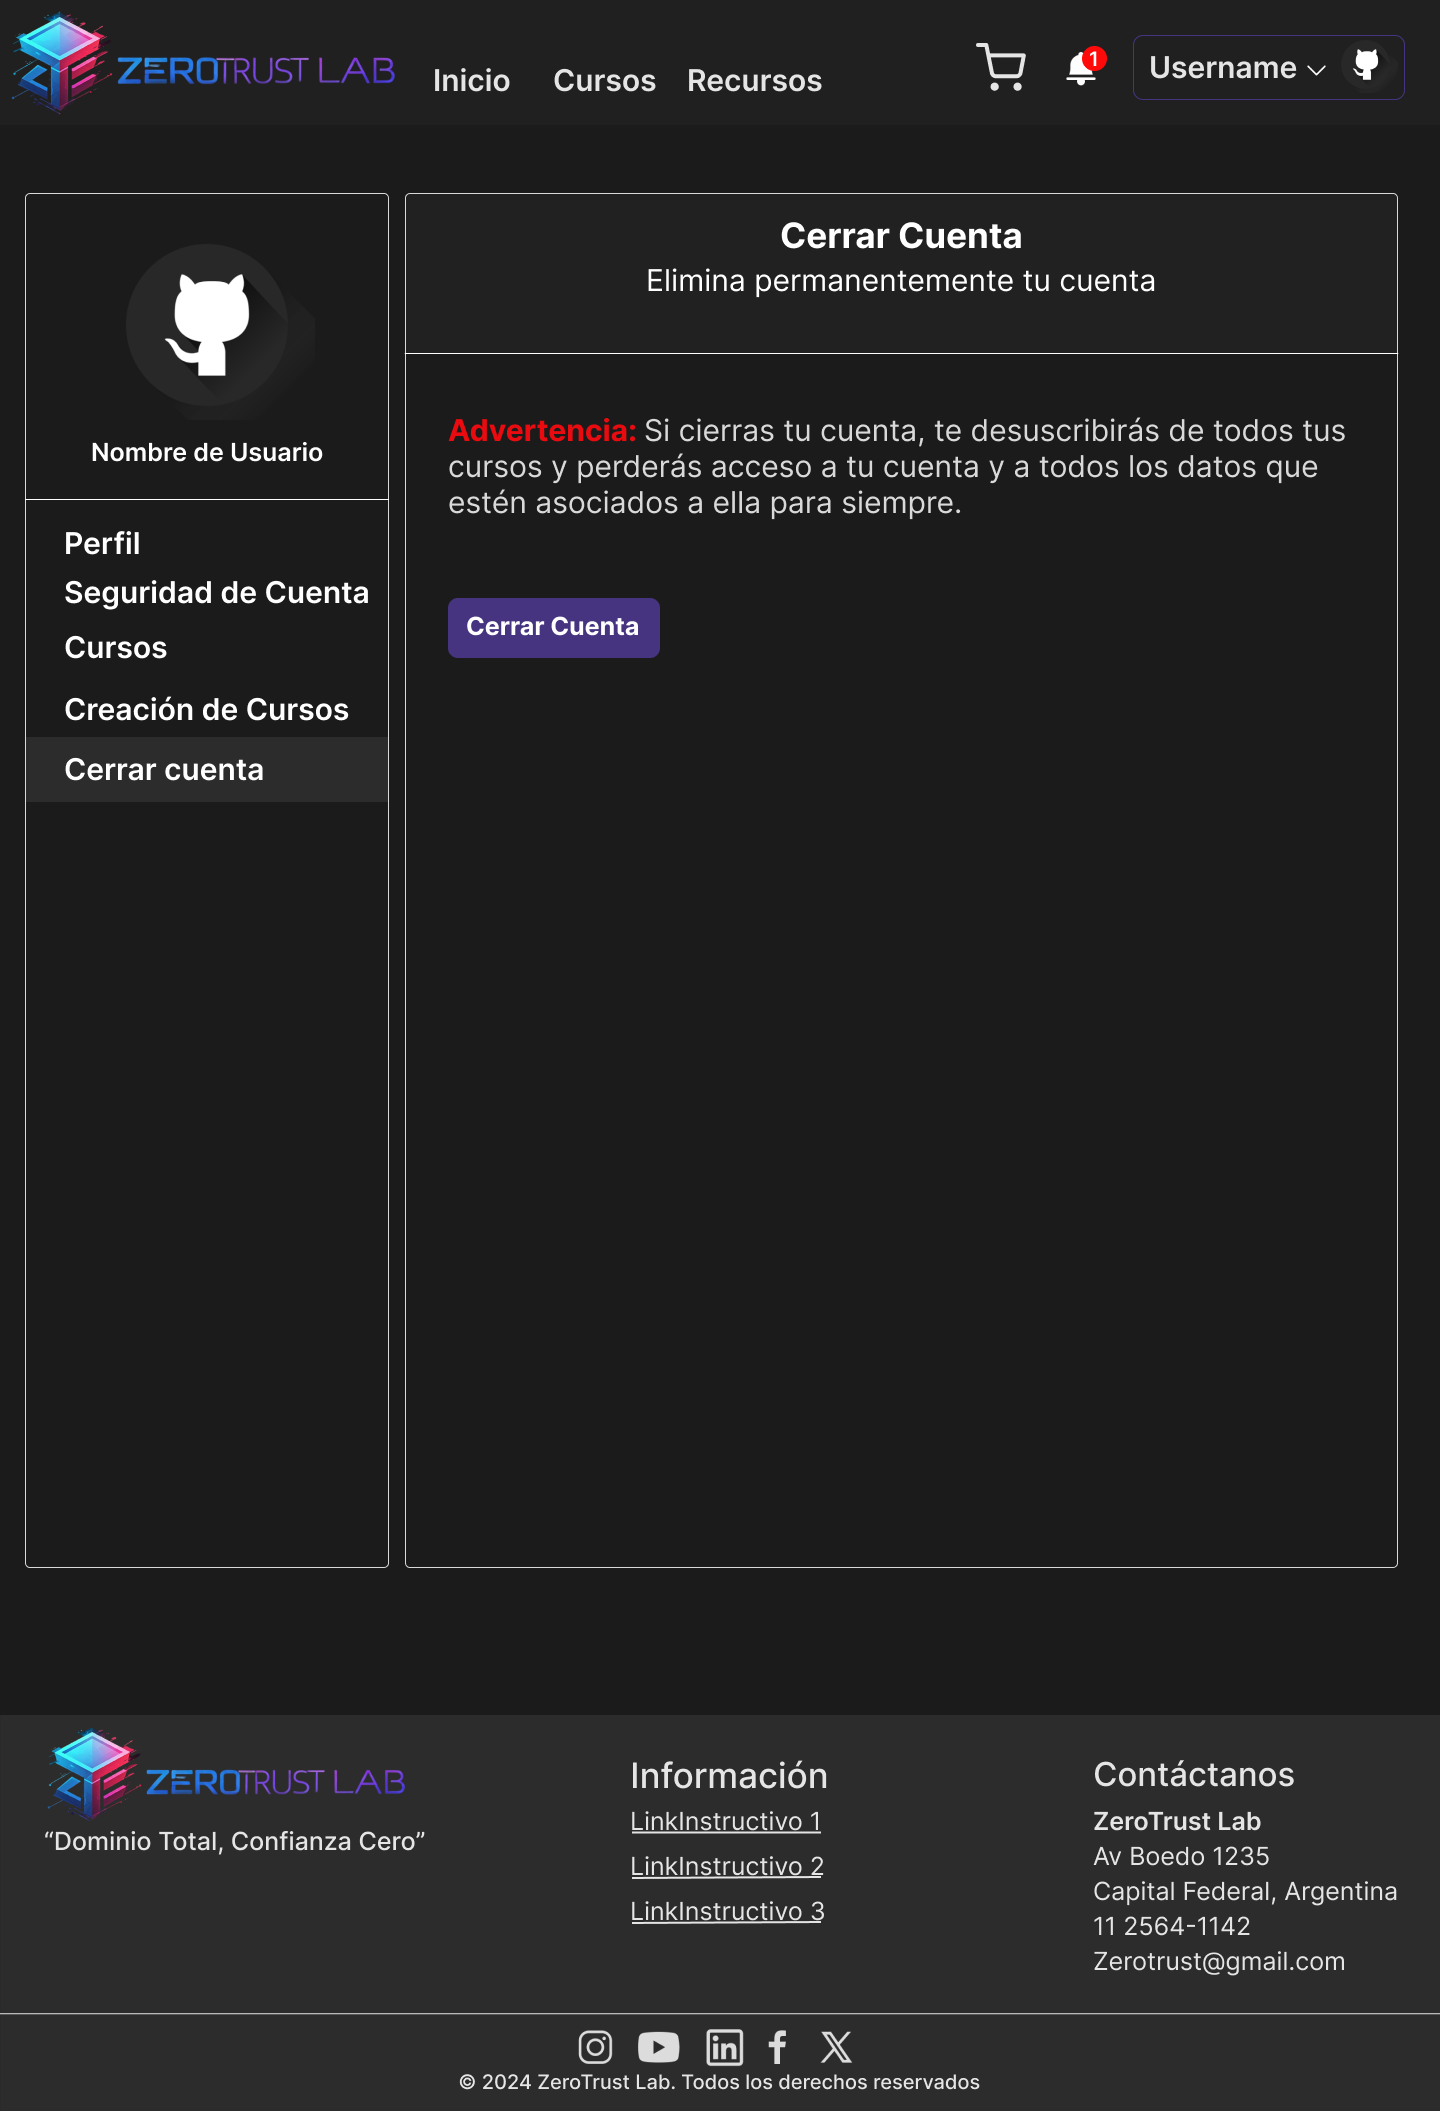 ZEROTRUST LAB
Inicio Cursos Recursos
1
Username
Cerrar Cuenta
Elimina permanentemente tu cuenta
Nombre de Usuario
Perfil
Seguridad de Cuenta
Cursos
Creación de Cursos
Cerrar cuenta
Advertencia: Si cierras tu cuenta, te desuscribirás de todos tus
cursos y perderás acceso a tu cuenta y a todos los datos que
estén asociados a ella para siempre.
Cerrar Cuenta
ZEROTRUST LAB
“Dominio Total, Confianza Cero”
Información
LinkInstructivo 1
LinkInstructivo 2
LinkInstructivo 3
Contáctanos
ZeroTrust Lab
Av Boedo 1235
Capital Federal, Argentina
11 2564-1142
Zerotrust@gmail.com
© 2024 ZeroTrust Lab. Todos los derechos reservados